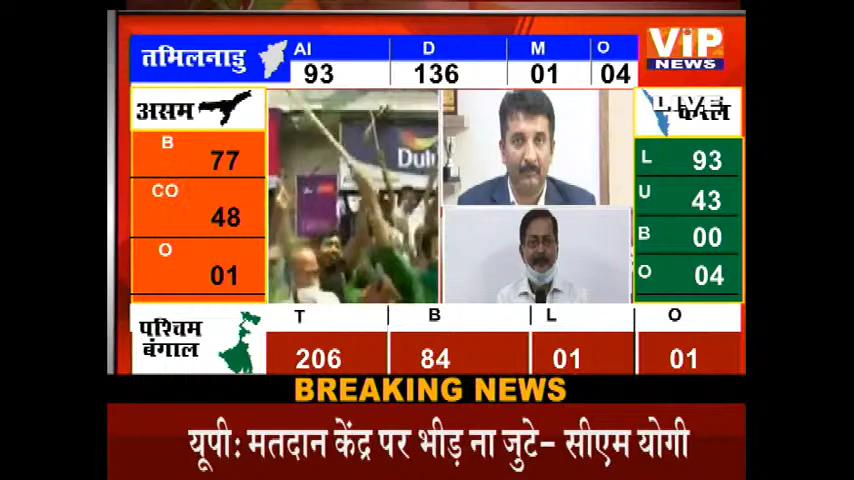 तमिलनाडु
AI D M O
93 136 01 04
ViP
NEWS
असम
B
77
CO
48
O
01
Dul
LIVE
L 93
U 43
B 00
O 04
पश्चिम
बंगाल
T B L O
206 84 01 01
BREAKING NEWS
यूपी: मतदान केंद्र पर भीड़ ना जुटे- सीएम योगी